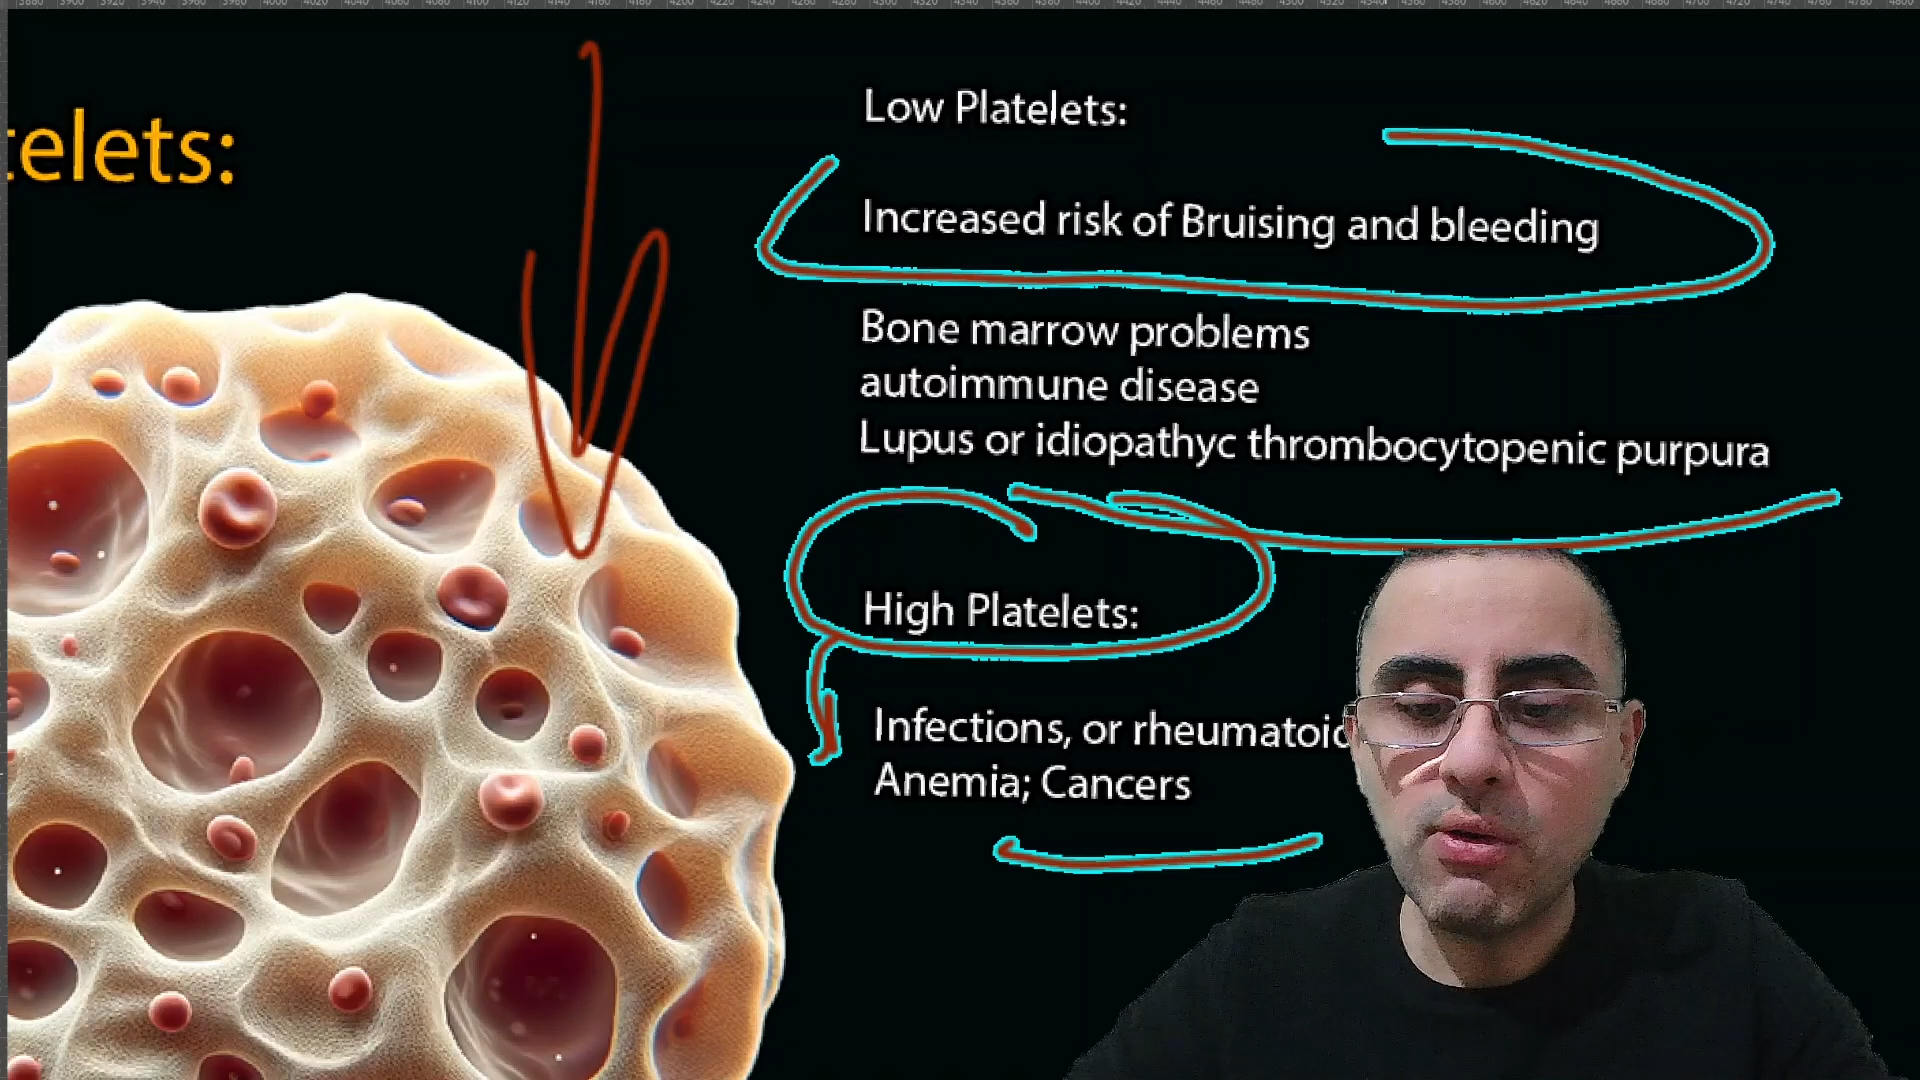 telets:
Low Platelets:
Increased risk of Bruising and bleeding
Bone marrow problems
autoimmune disease
Lupus or idiopathyc thrombocytopenic purpura
High Platelets:
Infections, or rheumatoid
Anemia; Cancers